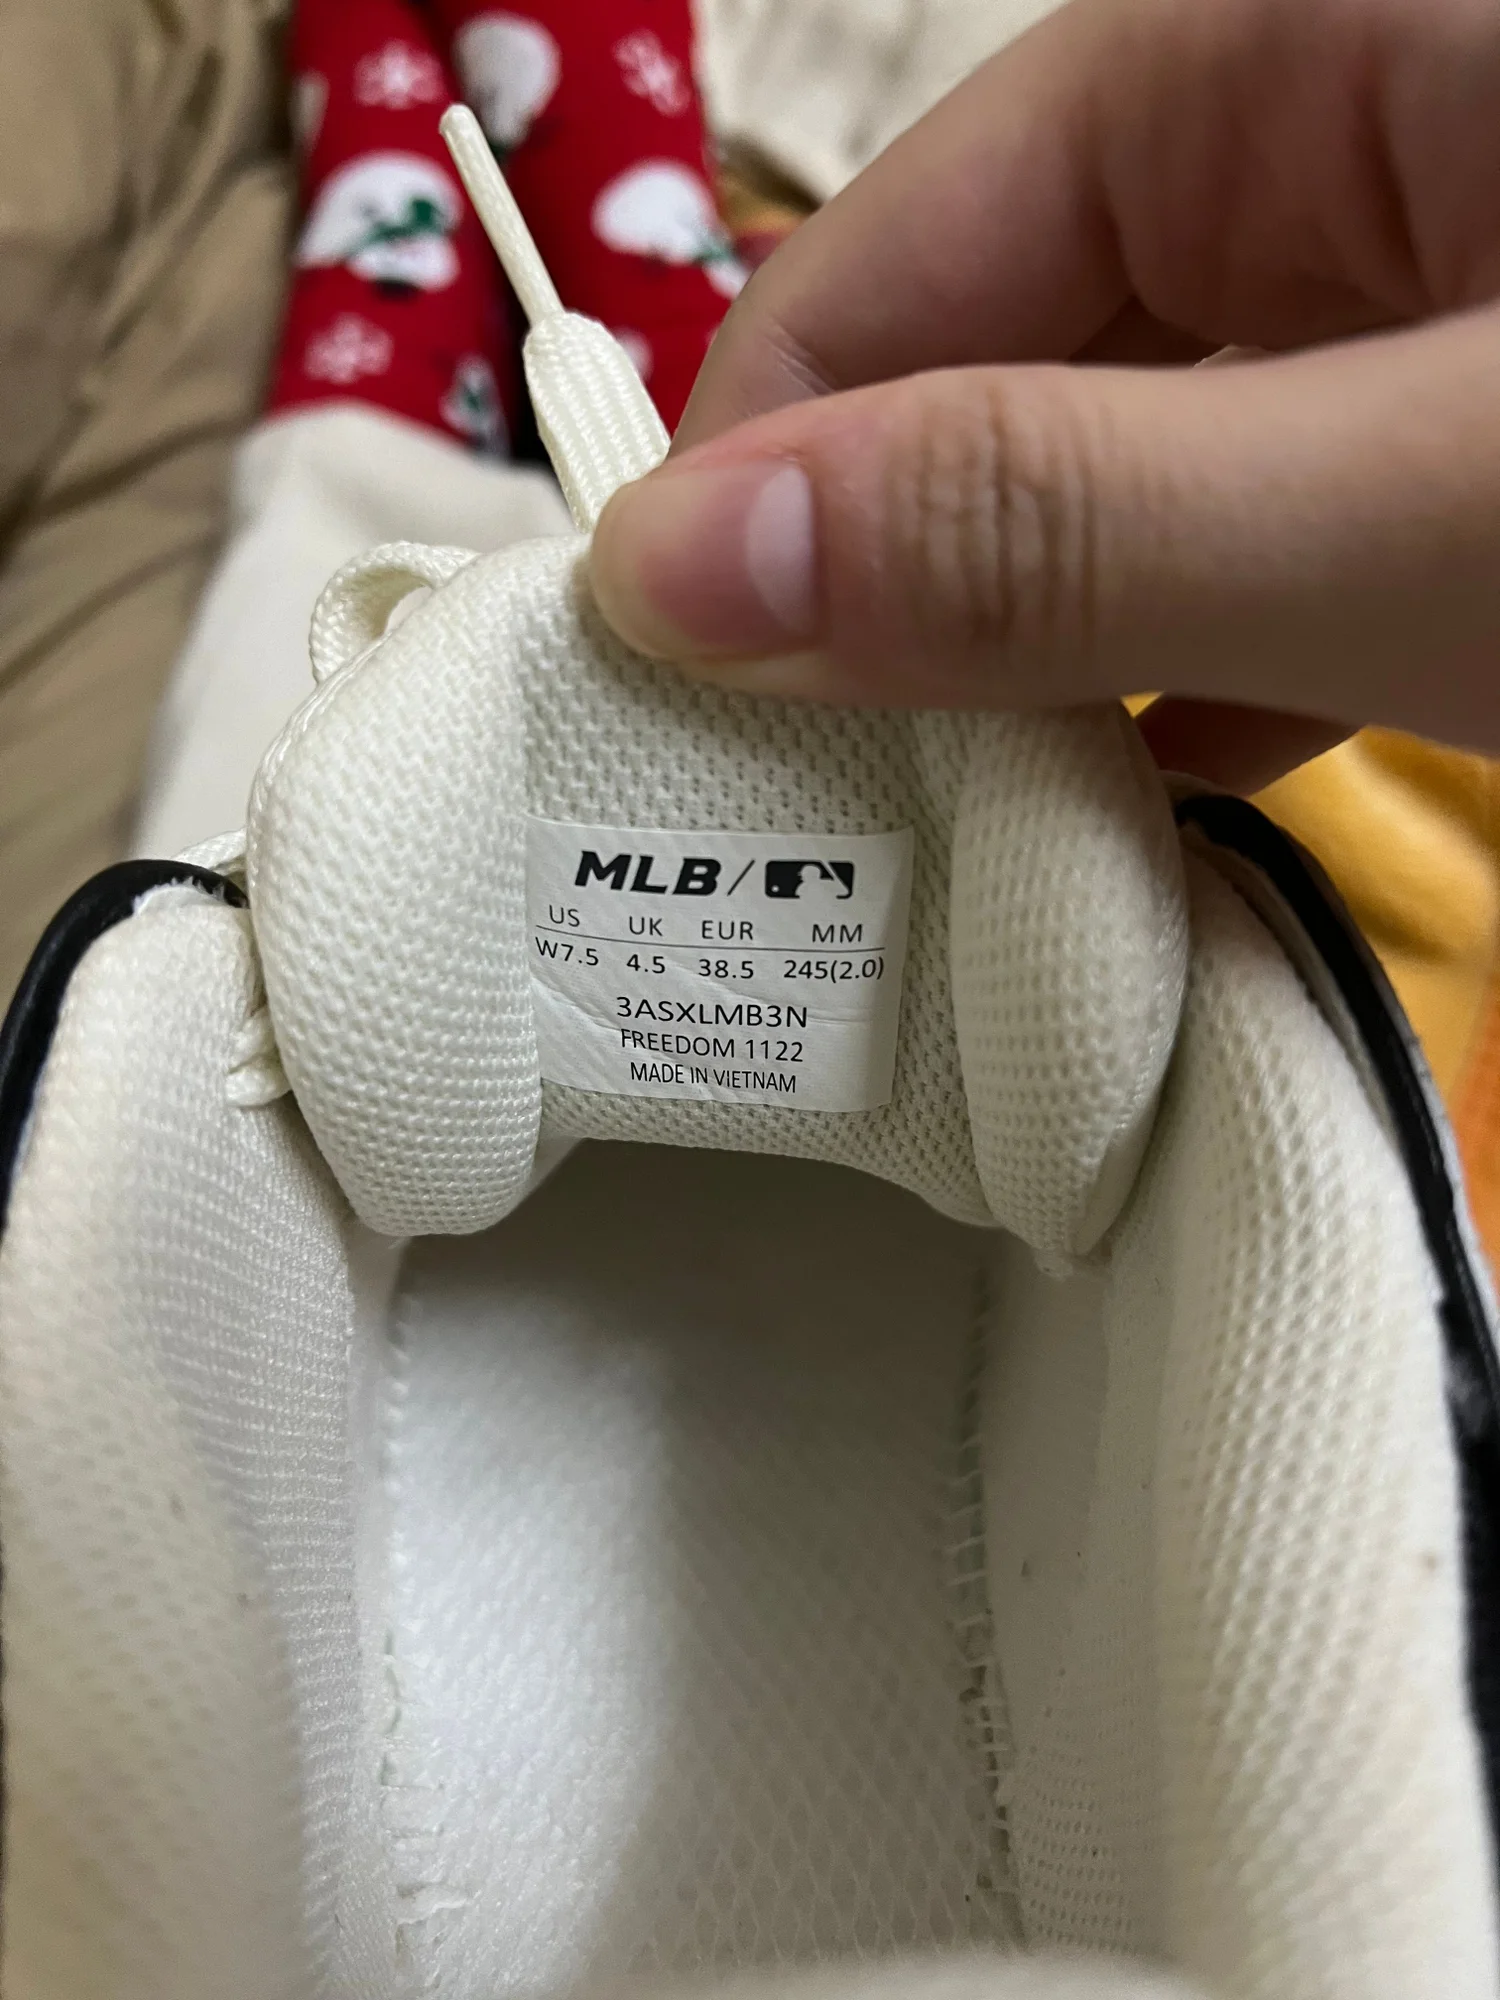 MLB /
US UK EUR MM
W7.5 4.5 38.5 245(2.0)
3ASXLMB3N
FREEDOM 1122
MADE IN VIETNAM